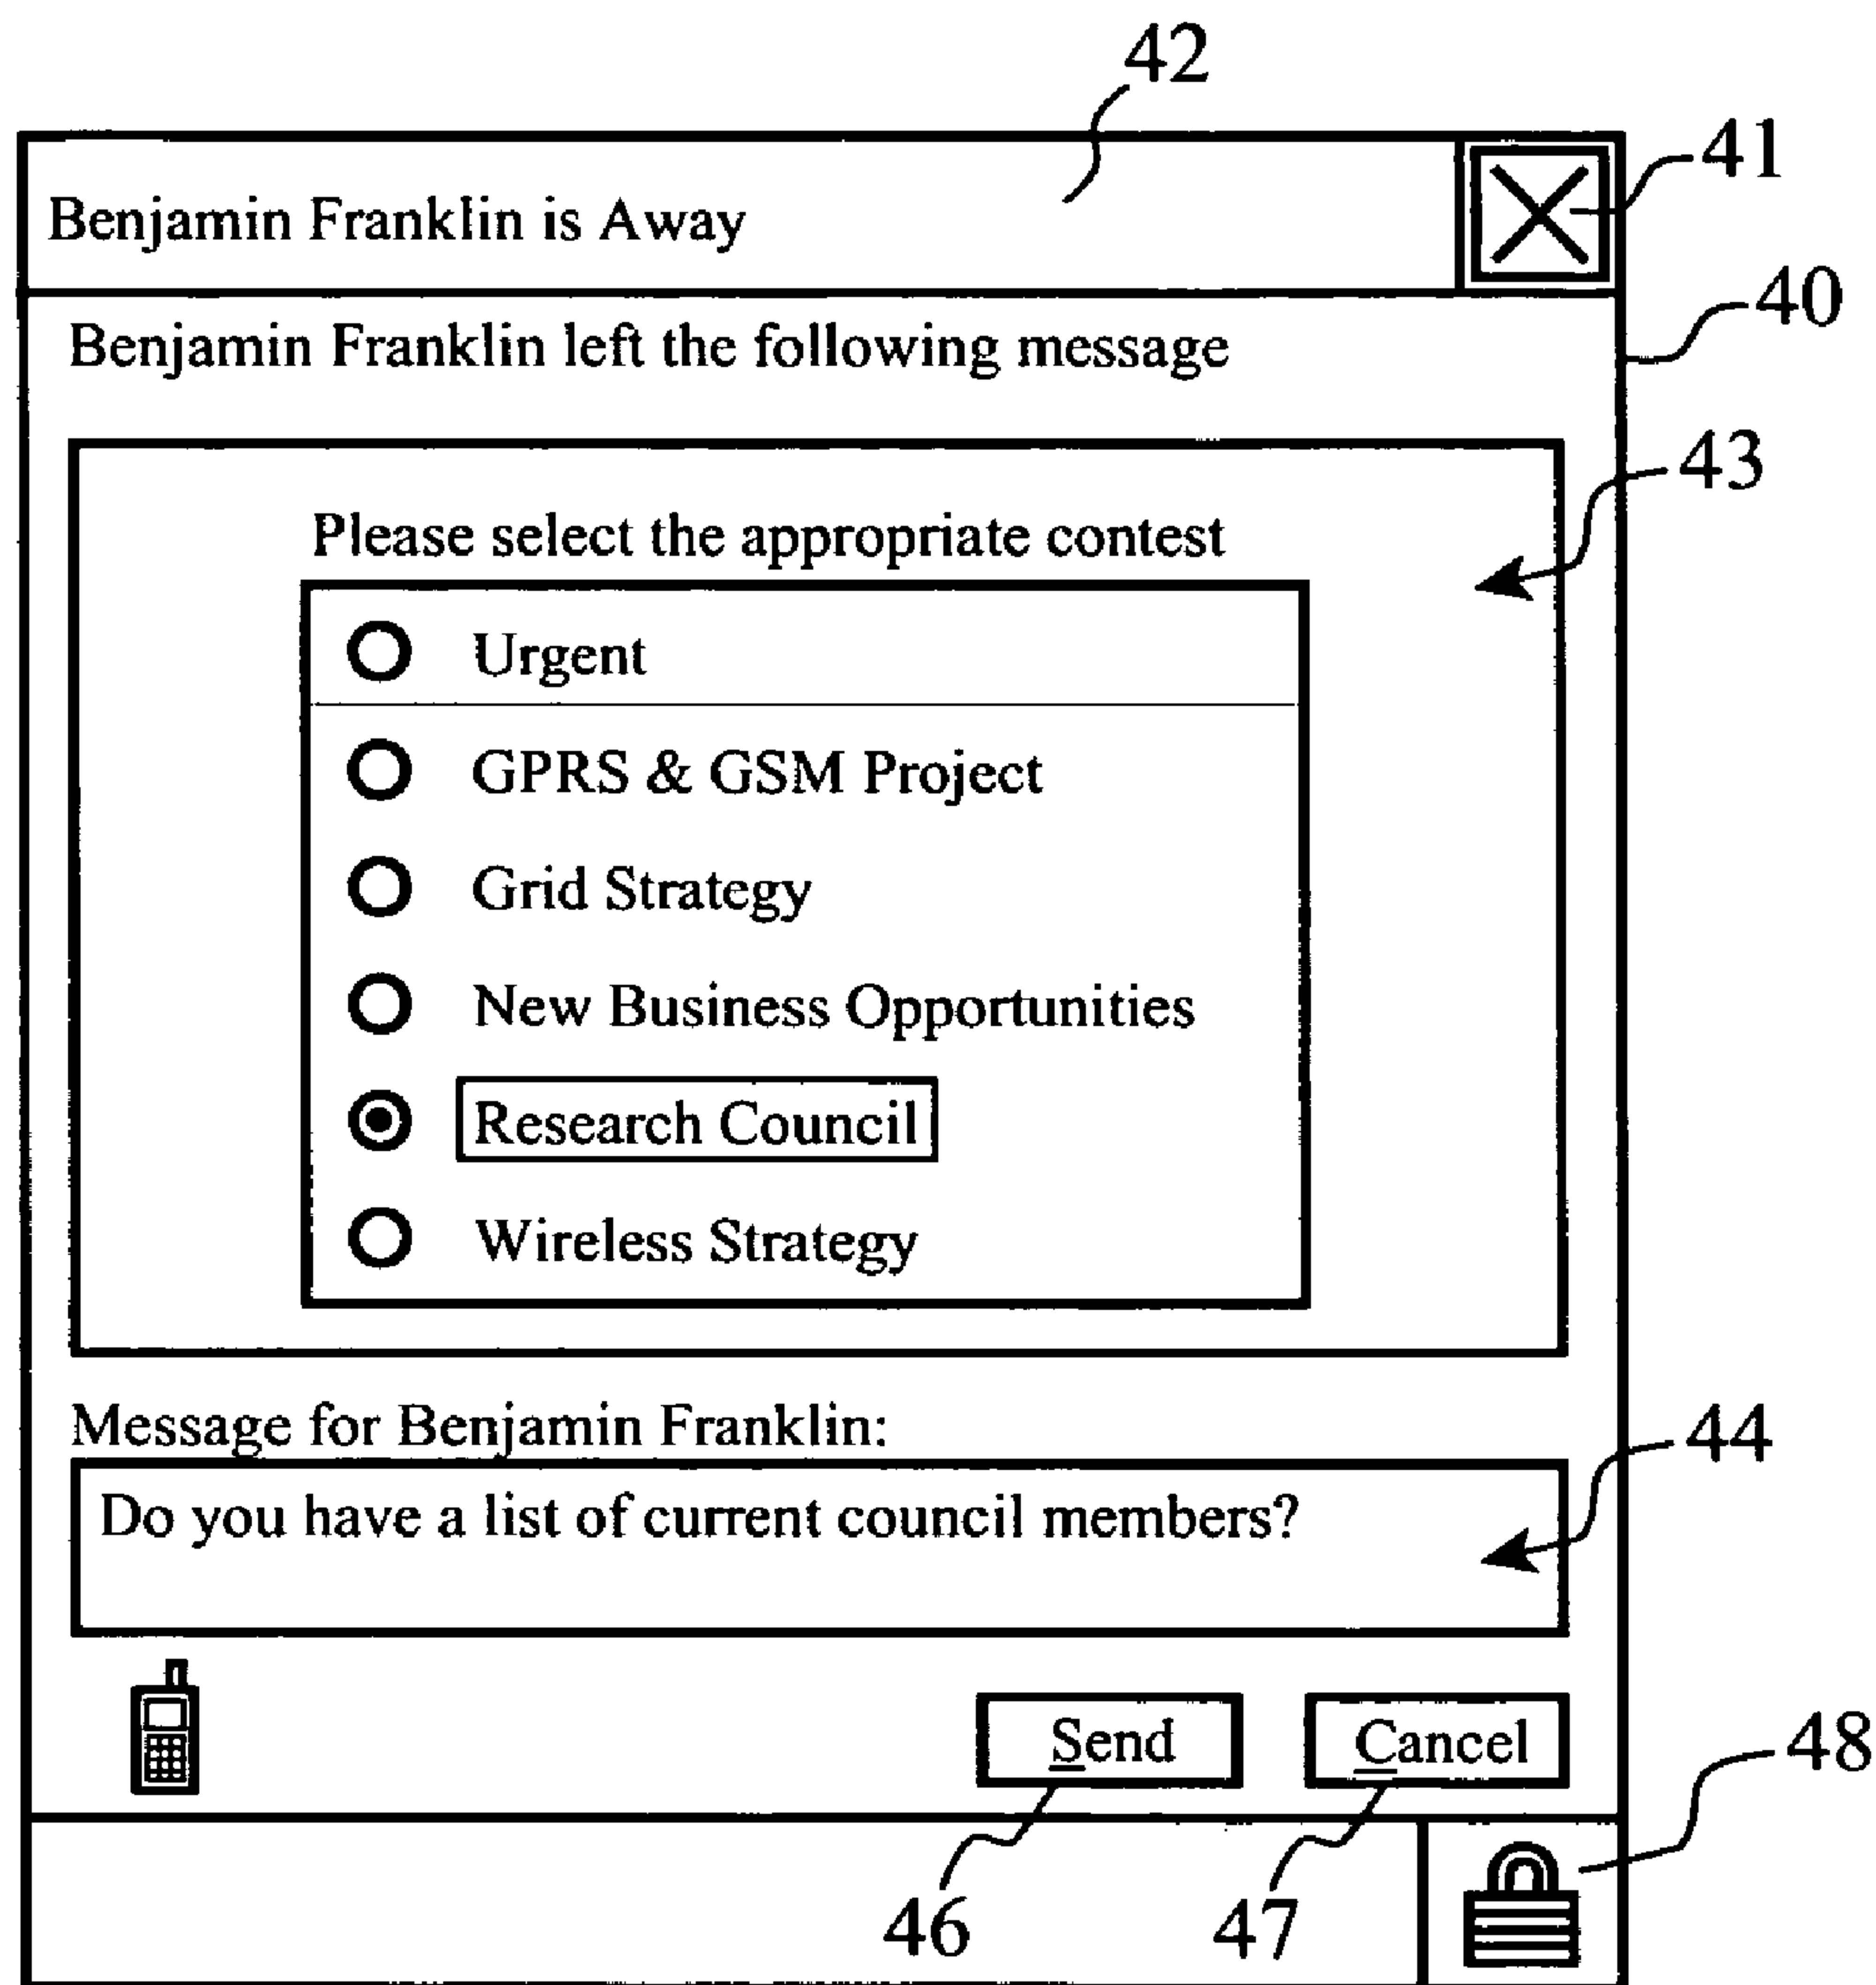 42
41
Benjamin Franklin is Away
40
Benjamin Franklin left the following message
43
Please select the appropriate contest
Urgent
GPRS & GSM Project
Grid Strategy
New Business Opportunities
Research Council
Wireless Strategy
Message for Benjamin Franklin:
44
Do you have a list of current council members?
Send Cancel
48
46 47